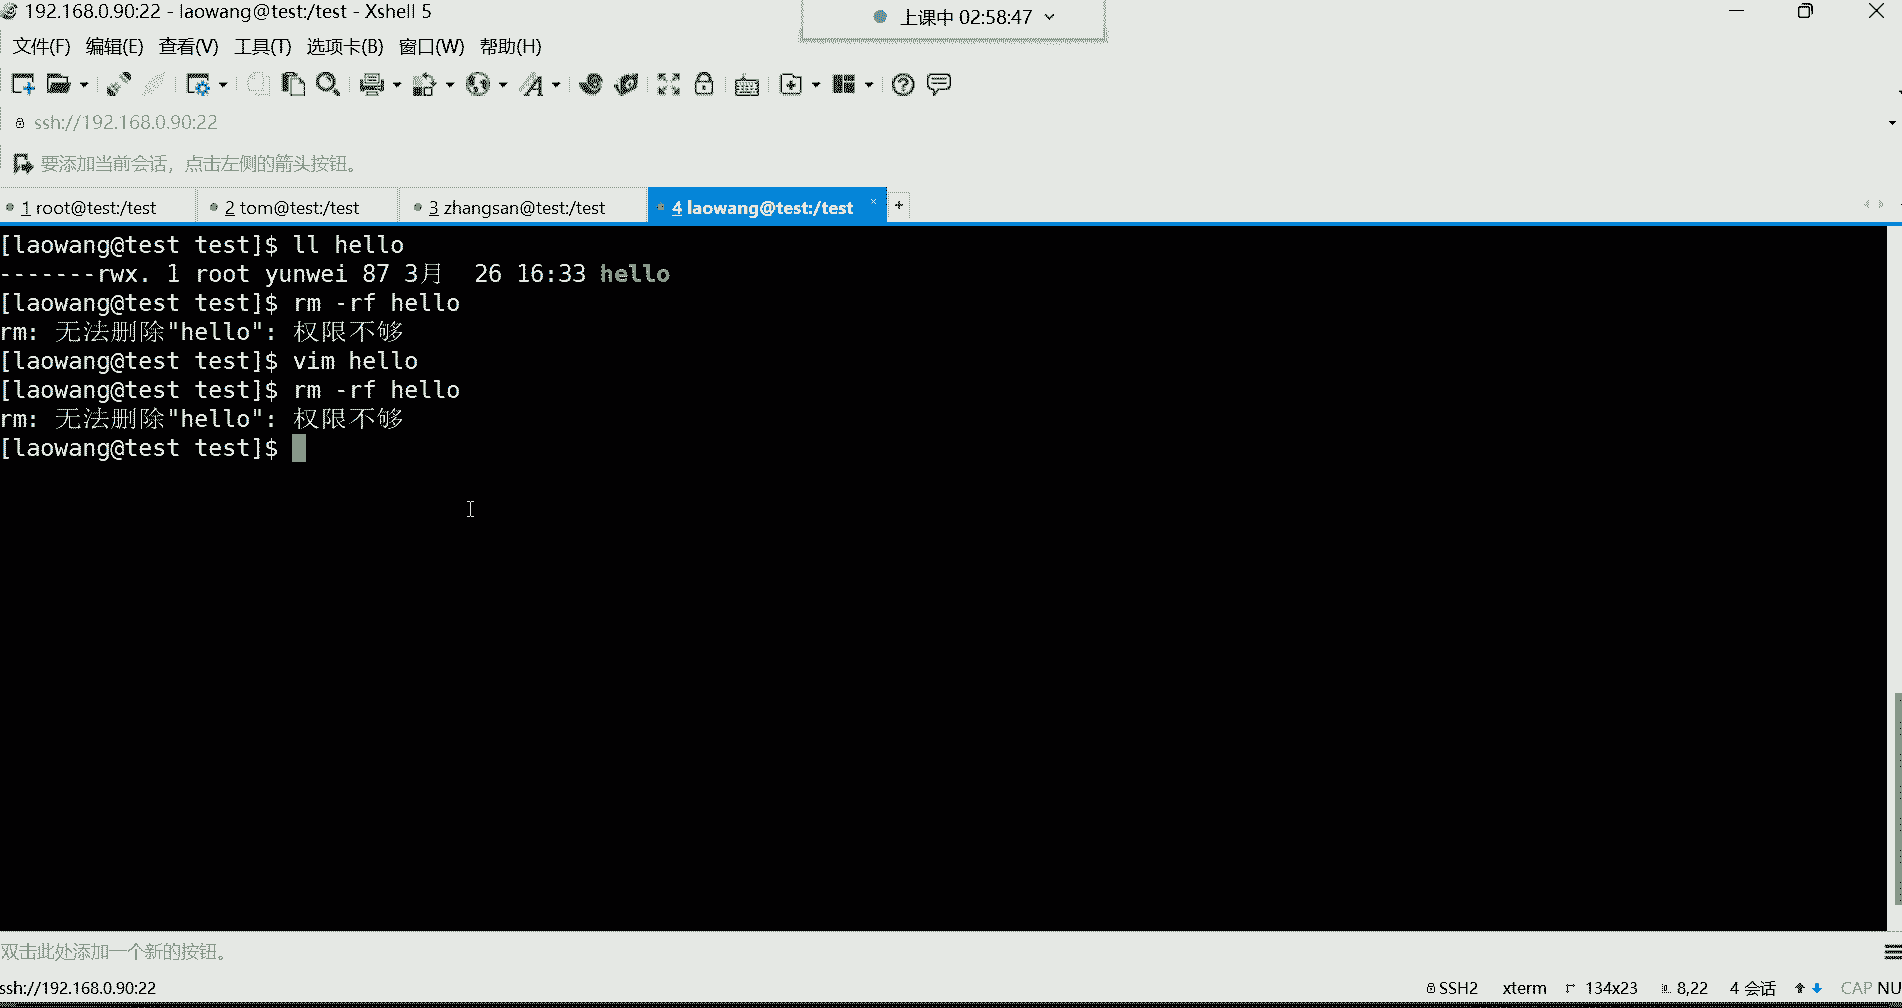 192.168.0.90:22 - laowang@test:/test - Xshell 5
上课中 02:58:47
文件(F) 编辑(E) 查看(V) 工具(T) 选项卡(B) 窗口(W) 帮助(H)
ssh://192.168.0.90:22
要添加当前会话，点击左侧的箭头按钮。
1 root@test:/test 2 tom@test:/test 3 zhangsan@test:/test 4 laowang@test:/test × +
[laowang@test test]$ ll hello
-------rwx. 1 root yunwei 87 3月  26 16:33 hello
[laowang@test test]$ rm -rf hello
rm: 无法删除"hello": 权限不够
[laowang@test test]$ vim hello
[laowang@test test]$ rm -rf hello
rm: 无法删除"hello": 权限不够
[laowang@test test]$
双击此处添加一个新的按钮。
ssh://192.168.0.90:22 SSH2 xterm 134x23 8,22 4 会话 CAP NU